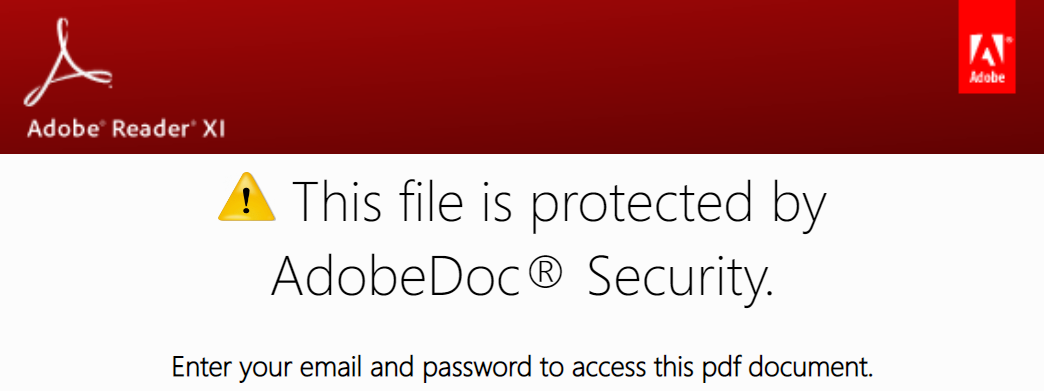 Adobe® Reader® XI
Adobe®
This file is protected by
AdobeDoc® Security.
Enter your email and password to access this pdf document.